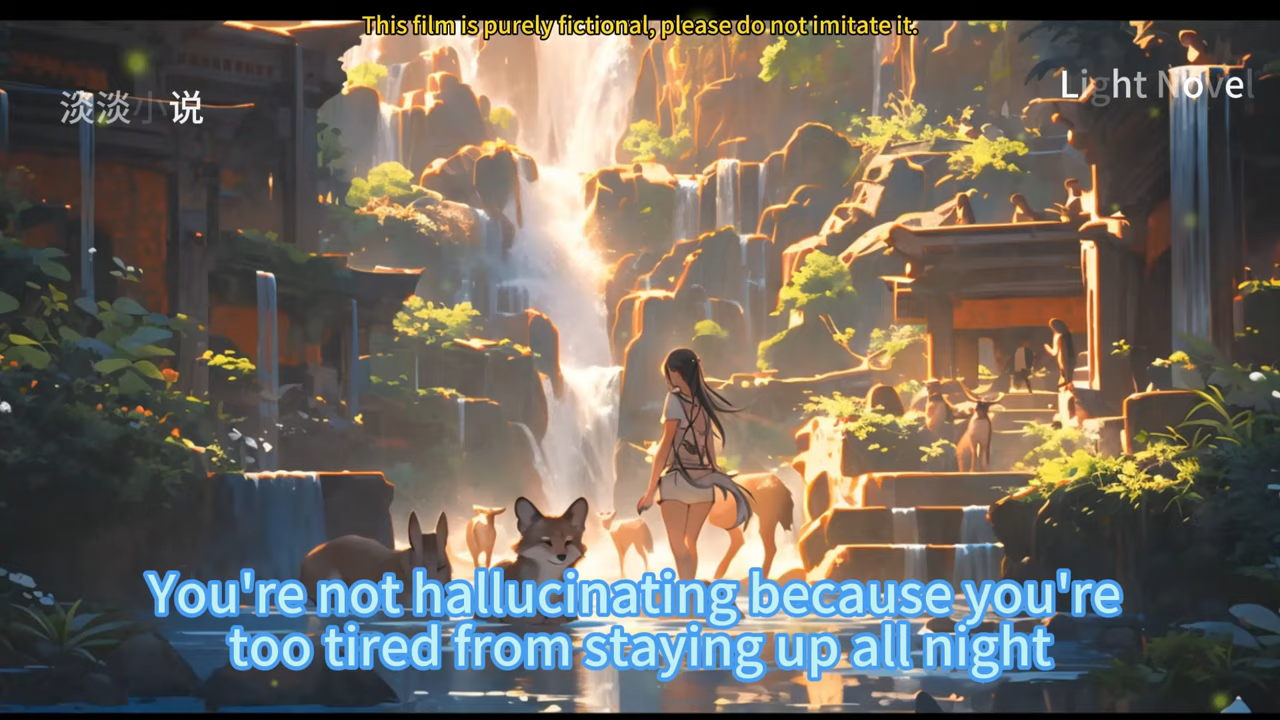 This film is purely fictional, please do not imitate it.
淡淡小说
Light Novel
You're not hallucinating because you're
too tired from staying up all night